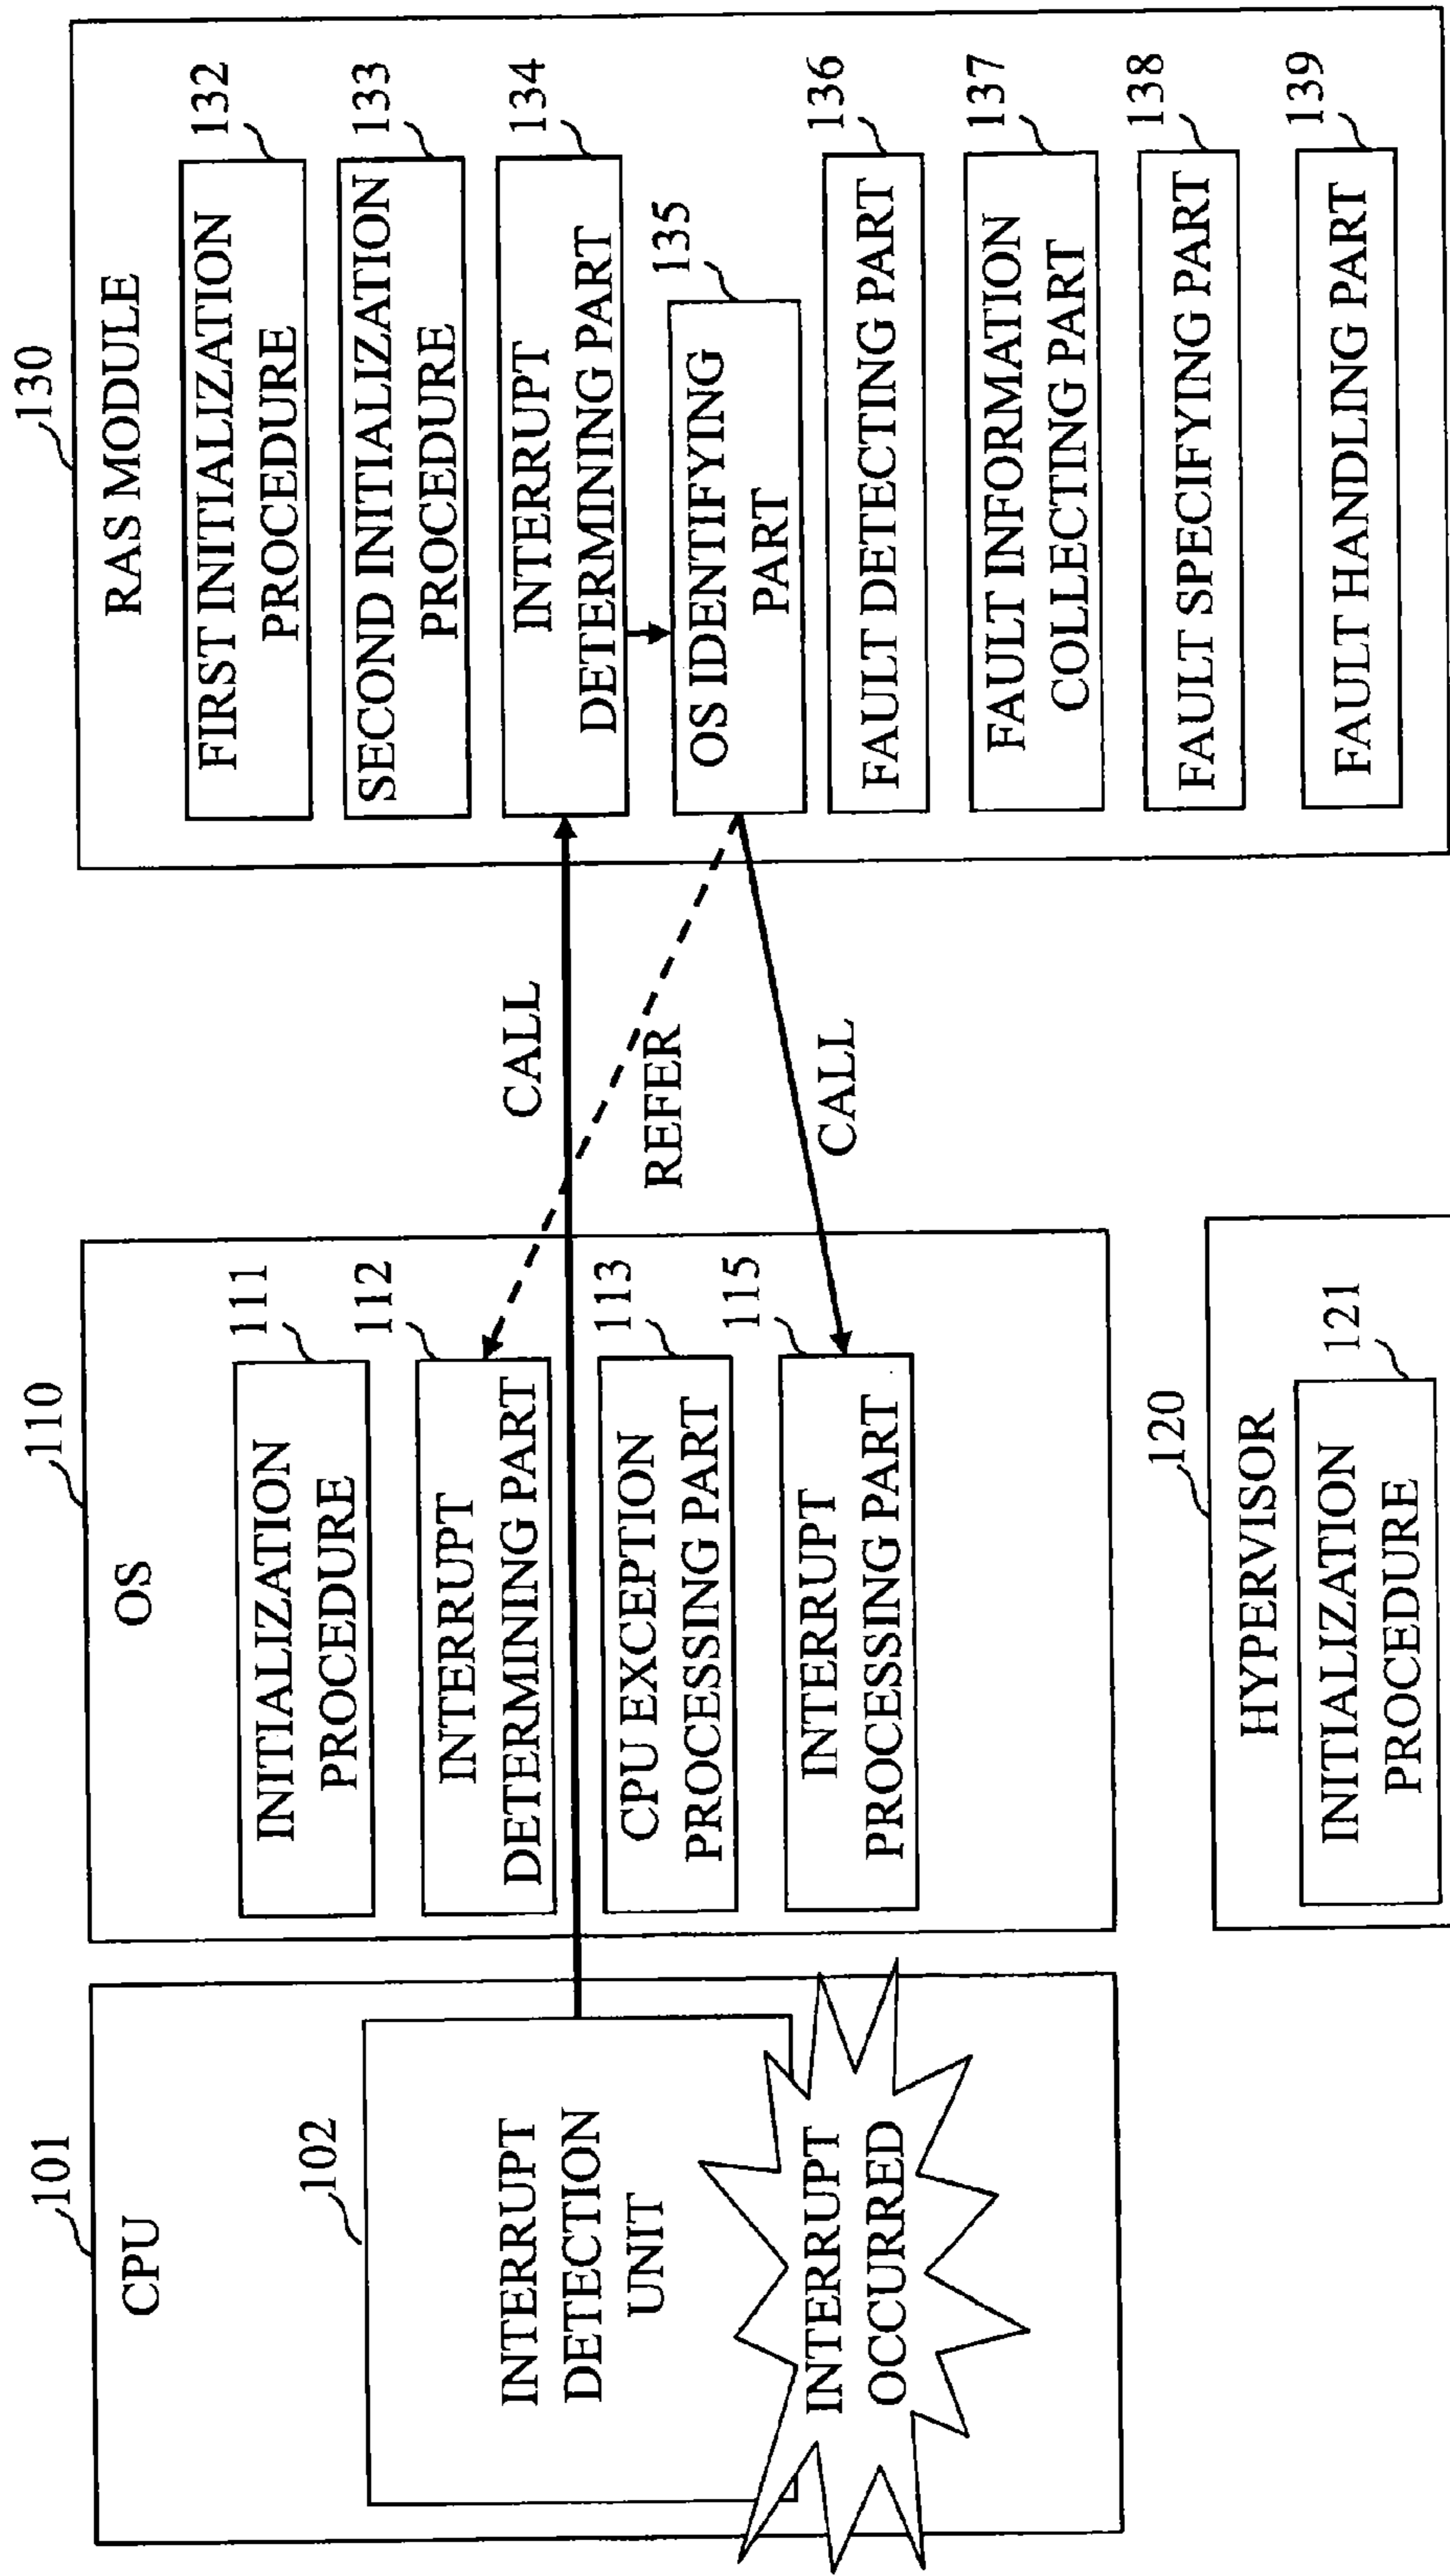 101
CPU
102
INTERRUPT
DETECTION
UNIT
INTERRUPT
OCCURRED
110
OS
111
INITIALIZATION
PROCEDURE
112
INTERRUPT
DETERMINING PART
113
CPU EXCEPTION
PROCESSING PART
115
INTERRUPT
PROCESSING PART
120
HYPERVISOR
121
INITIALIZATION
PROCEDURE
CALL
REFER
CALL
130
RAS MODULE
132
FIRST INITIALIZATION
PROCEDURE
133
SECOND INITIALIZATION
PROCEDURE
134
INTERRUPT
DETERMINING PART
135
OS IDENTIFYING
PART
136
FAULT DETECTING PART
137
FAULT INFORMATION
COLLECTING PART
138
FAULT SPECIFYING PART
139
FAULT HANDLING PART